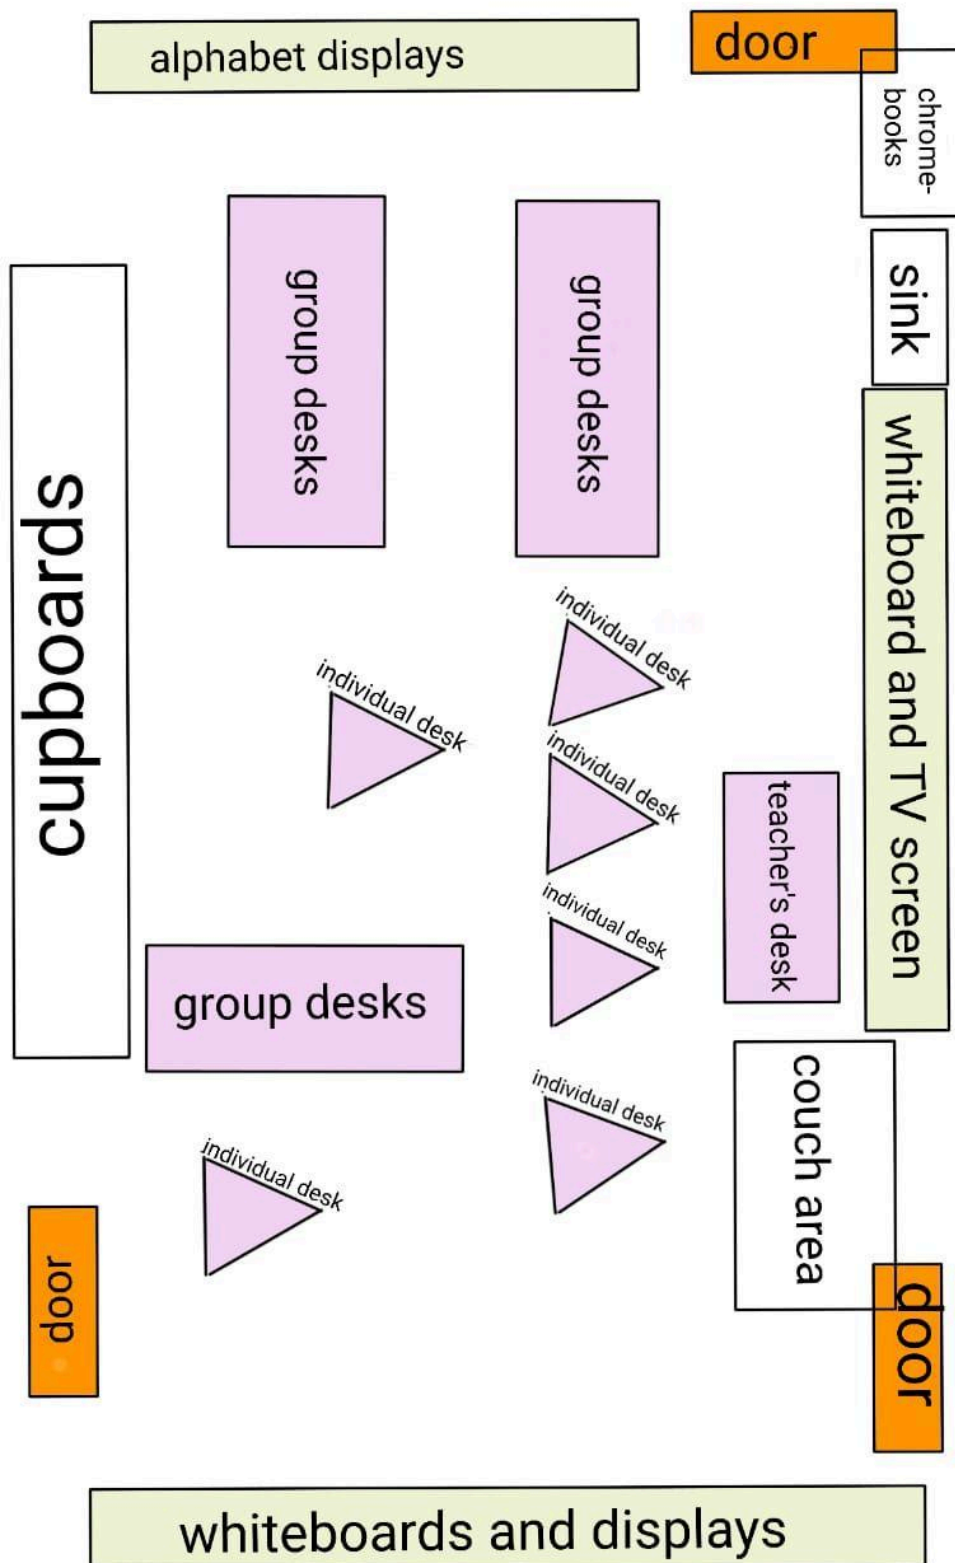 alphabet displays
door
chrome-
books
sink
group desks
group desks
cupboards
whiteboard and TV screen
individual desk
individual desk
individual desk
teacher's desk
individual desk
group desks
couch area
individual desk
individual desk
door
door
whiteboards and displays